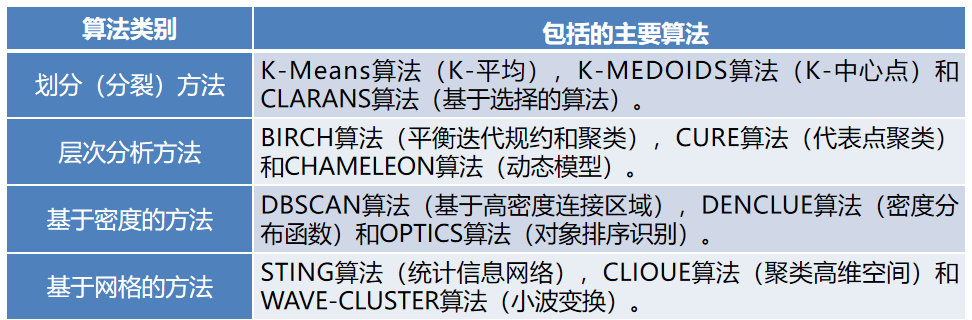 算法类别
包括的主要算法
划分（分裂）方法
K-Means算法（K-平均），K-MEDOIDS算法（K-中心点）和
CLARANS算法（基于选择的算法）。
层次分析方法
BIRCH算法（平衡迭代规约和聚类），CURE算法（代表点聚类）
和CHAMELEON算法（动态模型）。
基于密度的方法
DBSCAN算法（基于高密度连接区域），DENCLUE算法（密度分
布函数）和OPTICS算法（对象排序识别）。
基于网格的方法
STING算法（统计信息网络），CLIOUE算法（聚类高维空间）和
WAVE-CLUSTER算法（小波变换）。